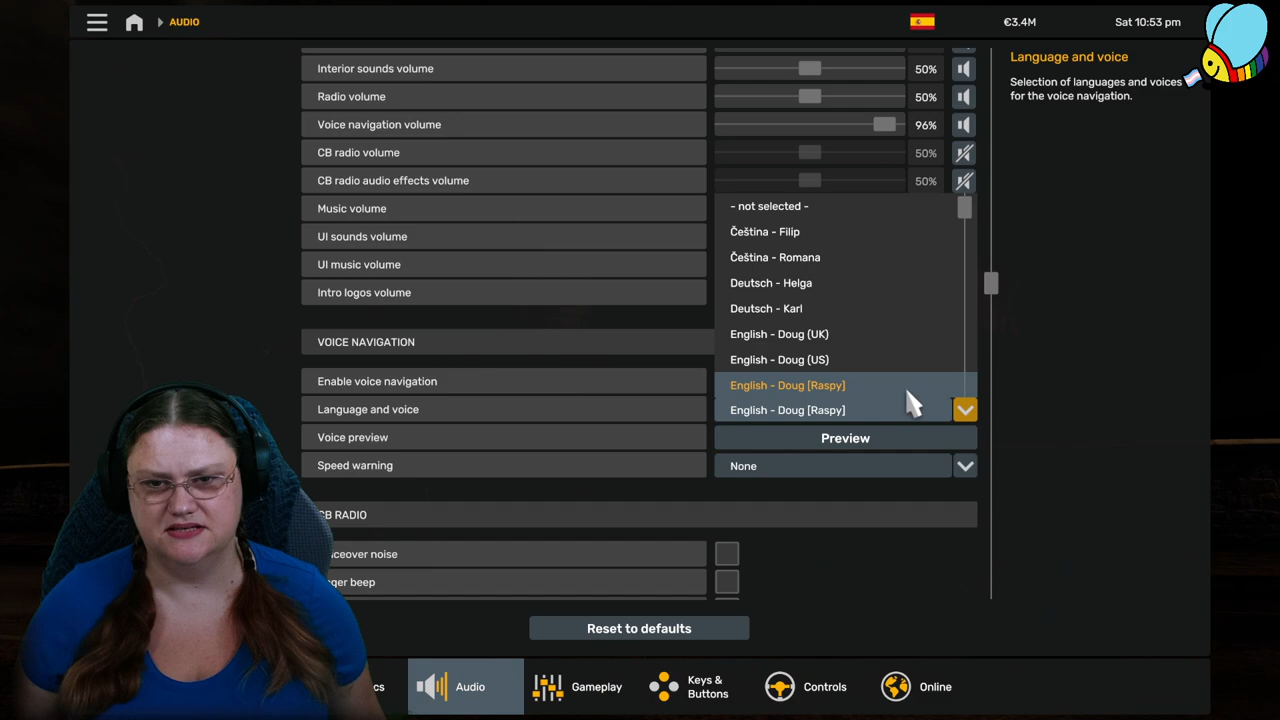 AUDIO
€3.4M
Sat 10:53 pm
Interior sounds volume
50%
Radio volume
50%
Voice navigation volume
96%
CB radio volume
50%
CB radio audio effects volume
50%
Music volume
UI sounds volume
UI music volume
Intro logos volume
- not selected -
Čeština - Filip
Čeština - Romana
Deutsch - Helga
Deutsch - Karl
English - Doug (UK)
English - Doug (US)
English - Doug [Raspy]
VOICE NAVIGATION
Enable voice navigation
Language and voice
English - Doug [Raspy]
Voice preview
Preview
Speed warning
None
CB RADIO
noise
beep
Reset to defaults
Audio
Gameplay
Keys &
Buttons
Controls
Online
Language and voice
Selection of languages and voices
for the voice navigation.